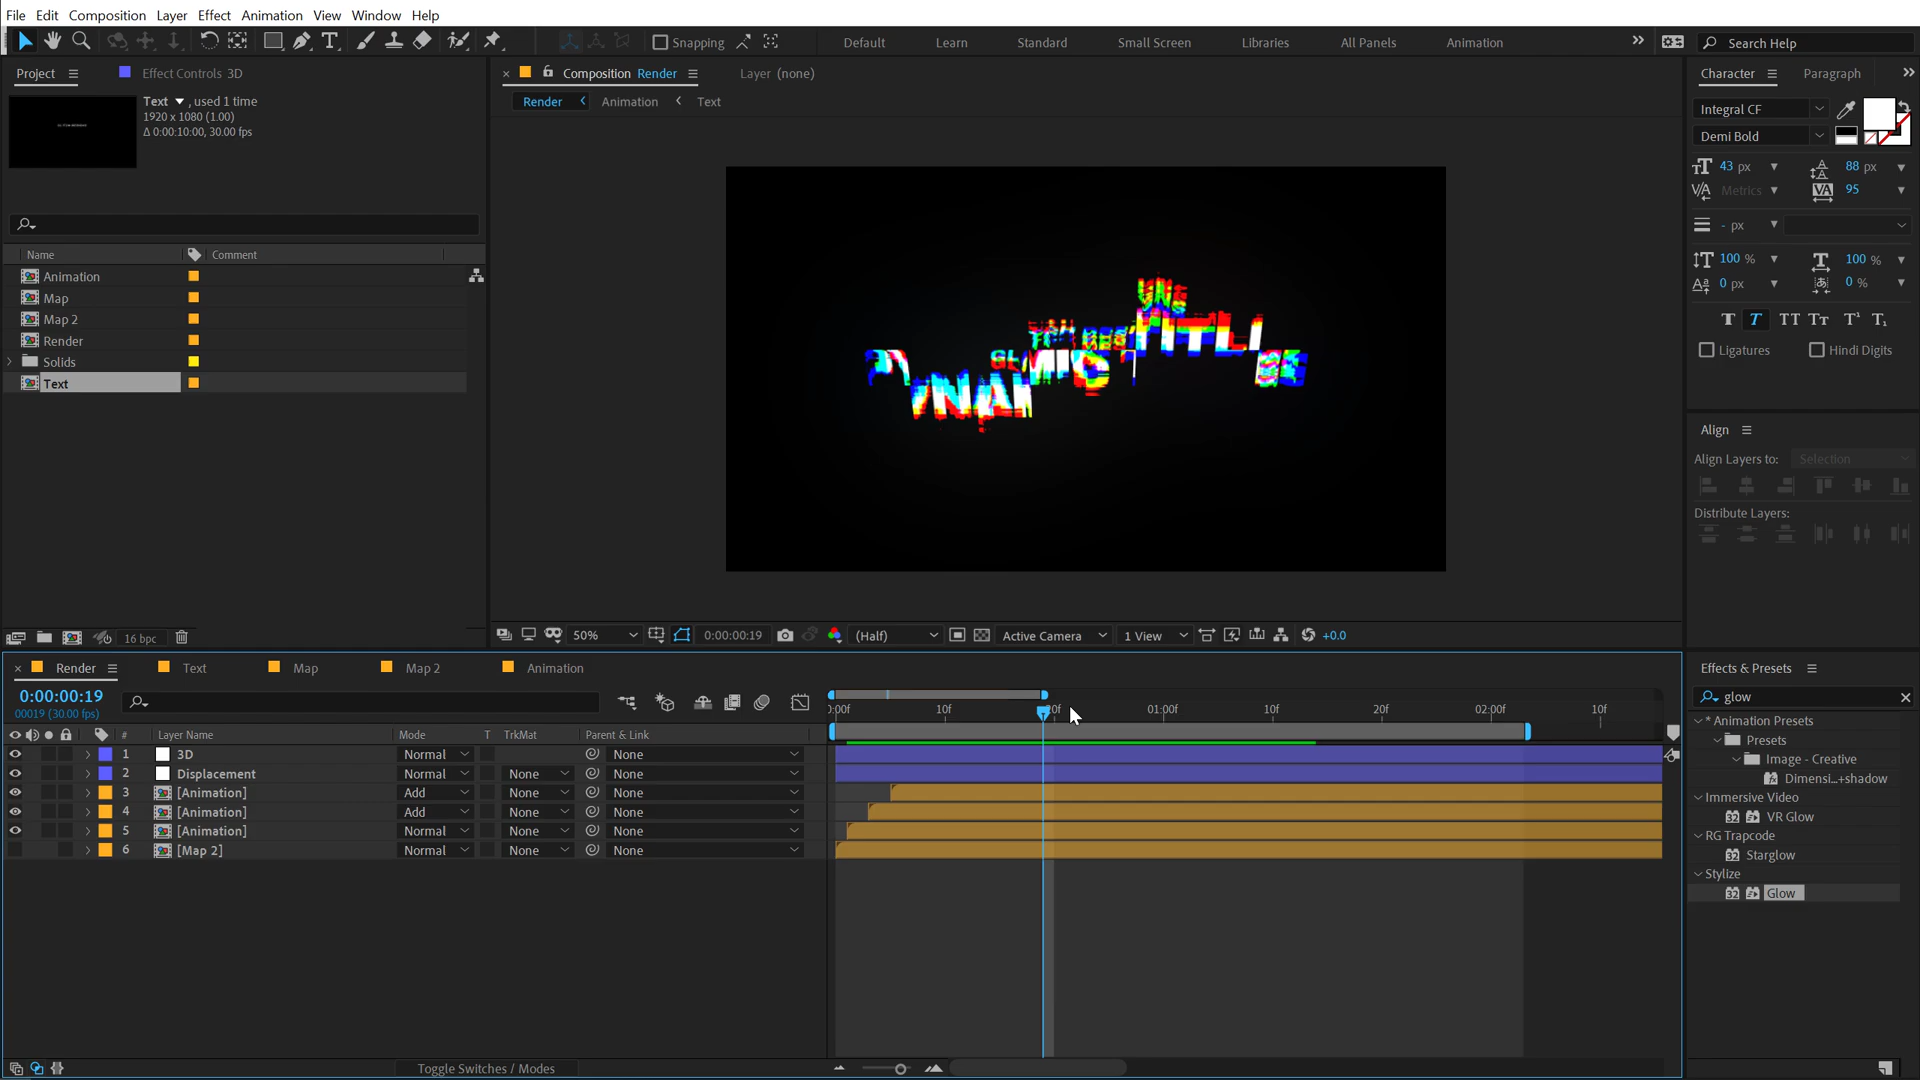 File Edit Composition Layer Effect Animation View Window Help
Snapping Default Learn Standard Small Screen Libraries All Panels Animation Search Help
Project Effect Controls 3D
Text , used 1 time
1920 x 1080 (1.00)
Δ 0:00:10:00, 30.00 fps
Name Comment
Animation
Map
Map 2
Render
Solids
Text
16 bpc
Composition Render Layer (none)
Render Animation Text
50% 0:00:00:19 (Half) Active Camera 1 View +0.0
Character Paragraph
Integral CF
Demi Bold
43 px 88 px
Metrics 95
- px
100 % 100 %
0 px 0 %
Ligatures Hindi Digits
Align
Align Layers to: Selection
Distribute Layers:
Render Text Map Map 2 Animation
0:00:00:19
00019 (30.00 fps)
0:00f 10f 20f 01:00f 10f 20f 02:00f 10f
# Layer Name Mode T TrkMat Parent & Link
1 3D Normal None
2 Displacement Normal None None
3 [Animation] Add None None
4 [Animation] Add None None
5 [Animation] Normal None None
6 [Map 2] Normal None None
Toggle Switches / Modes
Effects & Presets
glow
* Animation Presets
Presets
Image - Creative
Dimensi...+shadow
Immersive Video
VR Glow
RG Trapcode
Starglow
Stylize
Glow